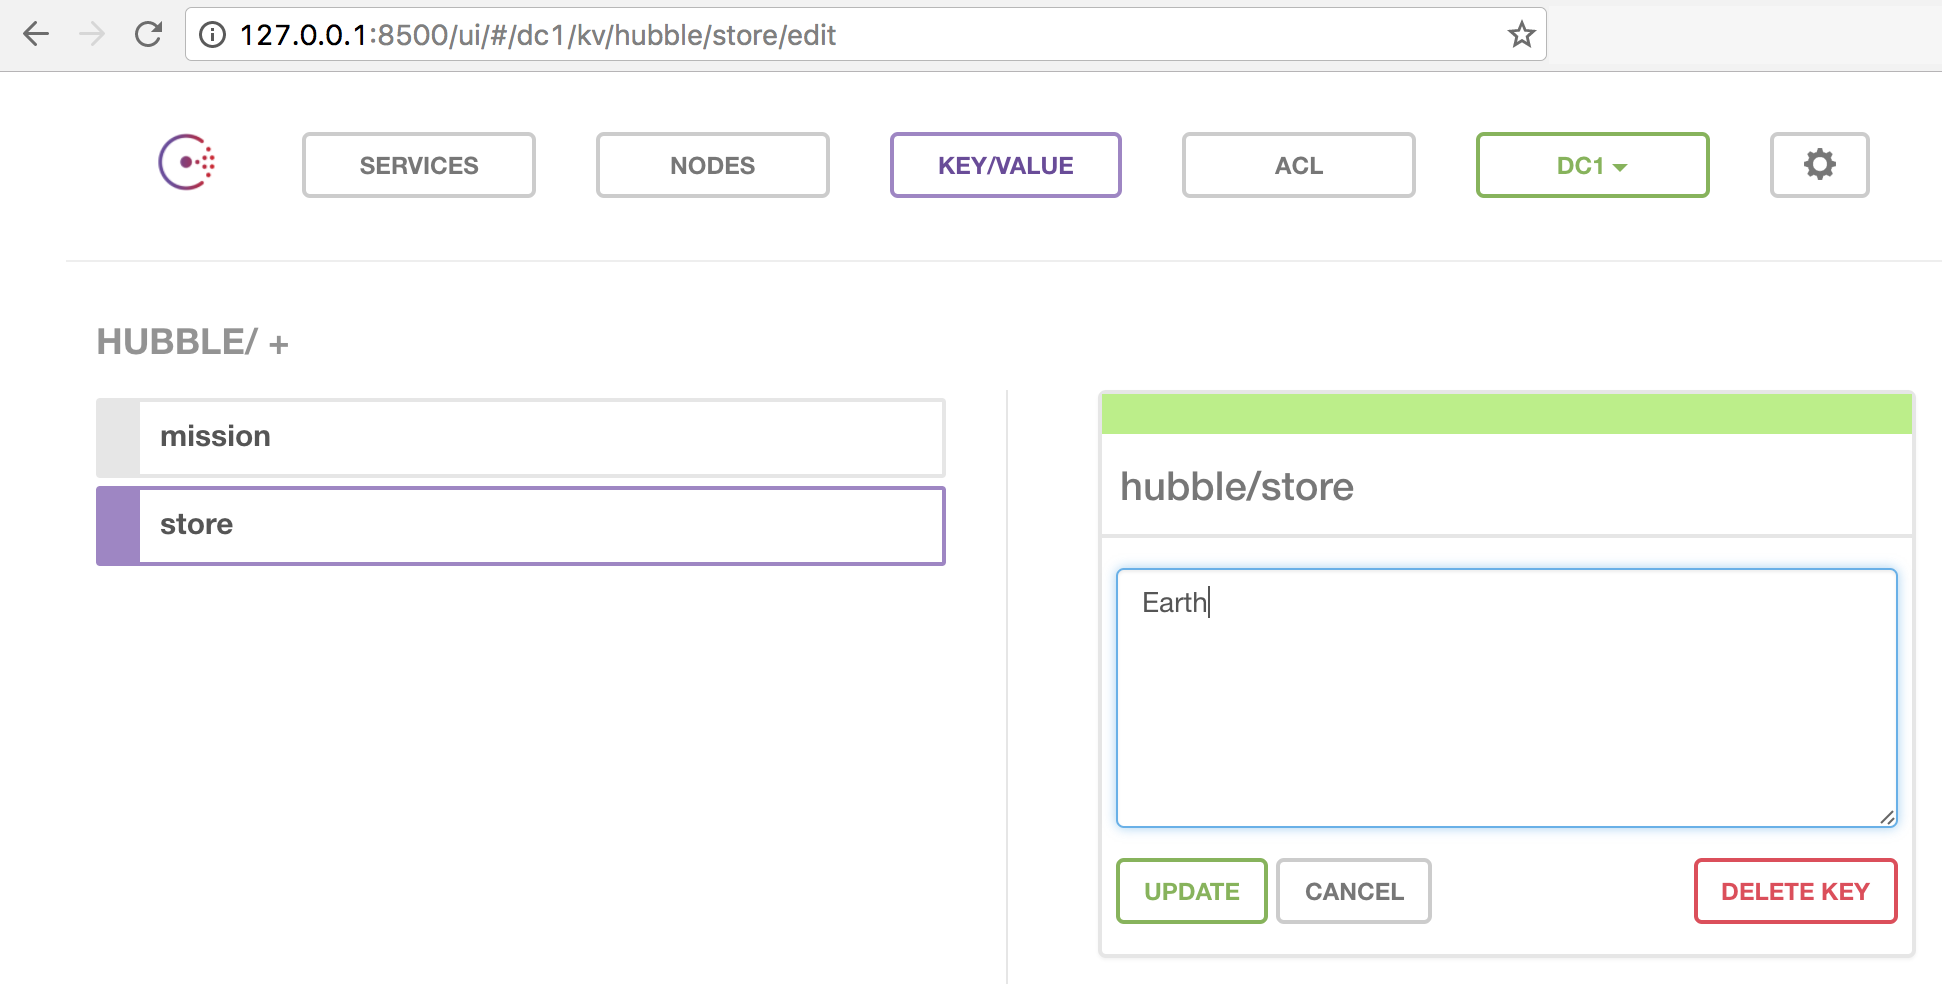 127.0.0.1:8500/ui/#/dc1/kv/hubble/store/edit
SERVICES NODES KEY/VALUE ACL DC1
HUBBLE/ +
mission
store
hubble/store
Earth
UPDATE CANCEL DELETE KEY